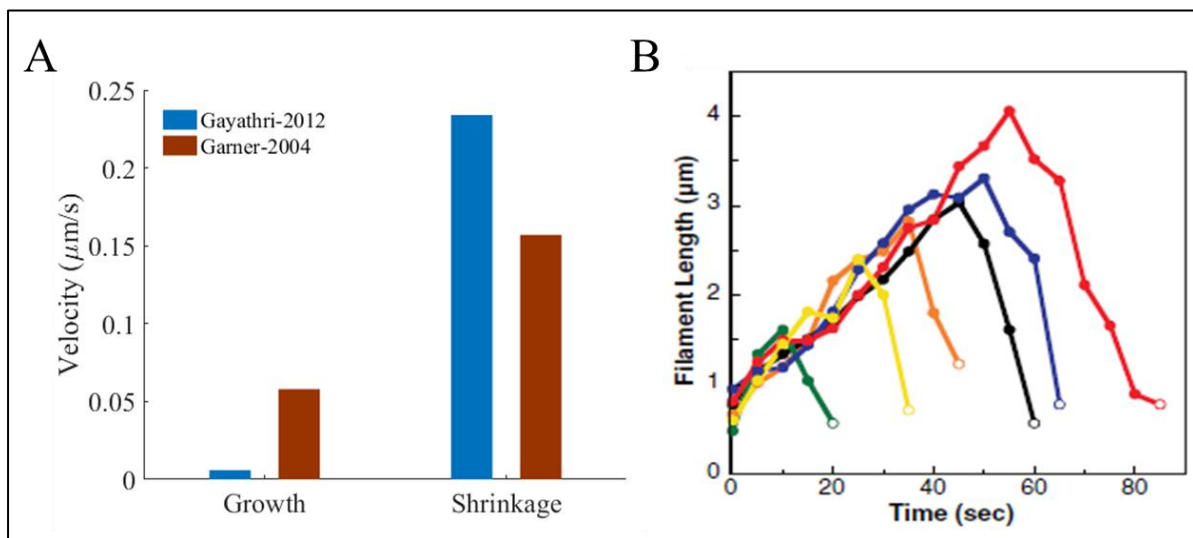 A
Velocity (μm/s)
0.25
0.2
0.15
0.1
0.05
0
Gayathri-2012
Garner-2004
Growth Shrinkage
B
Filament Length (μm)
4
3
2
1
0
0 20 40 60 80
Time (sec)